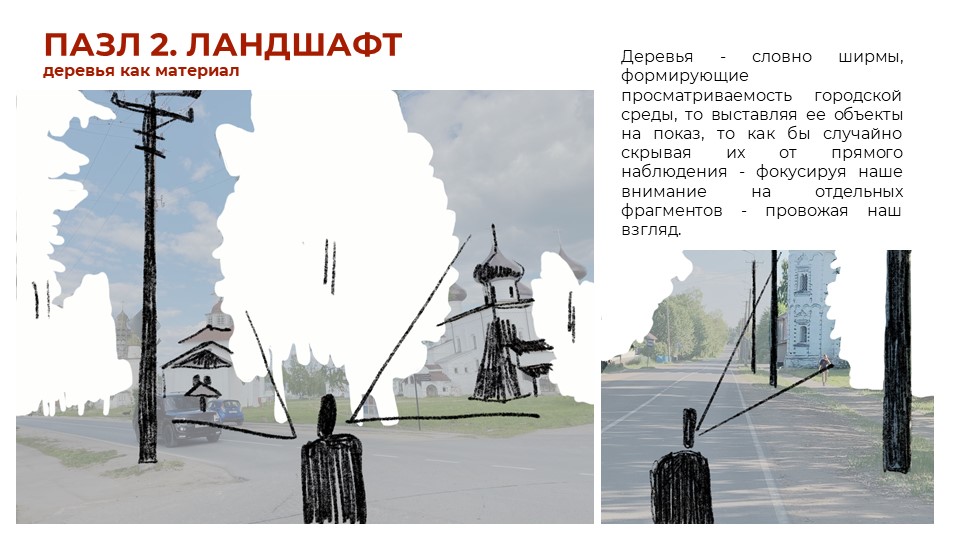 ПАЗЛ 2. ЛАНДШАФТ
деревья как материал
Деревья - словно ширмы,
формирующие
просматриваемость городской
среды, то выставляя ее объекты
на показ, то как бы случайно
скрывая их от прямого
наблюдения - фокусируя наше
внимание на отдельных
фрагментов - провожая наш
взгляд.